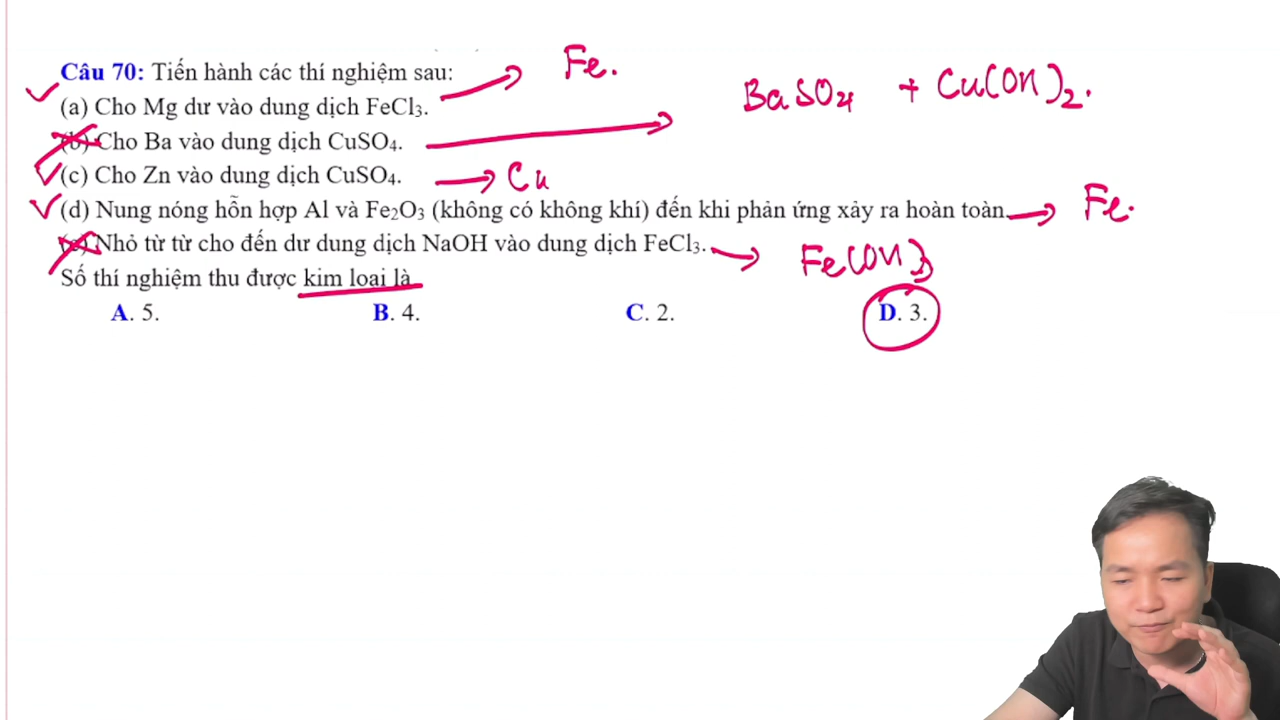 Câu 70: Tiến hành các thí nghiệm sau:
Fe.
(a) Cho Mg dư vào dung dịch FeCl₃.
BaSO₄ + Cu(OH)₂.
(b) Cho Ba vào dung dịch CuSO₄.
(c) Cho Zn vào dung dịch CuSO₄.
Cu
(d) Nung nóng hỗn hợp Al và Fe₂O₃ (không có không khí) đến khi phản ứng xảy ra hoàn toàn.
Fe.
(e) Nhỏ từ từ cho đến dư dung dịch NaOH vào dung dịch FeCl₃.
Fe(OH)₃
Số thí nghiệm thu được kim loại là
A. 5. B. 4. C. 2. D. 3.